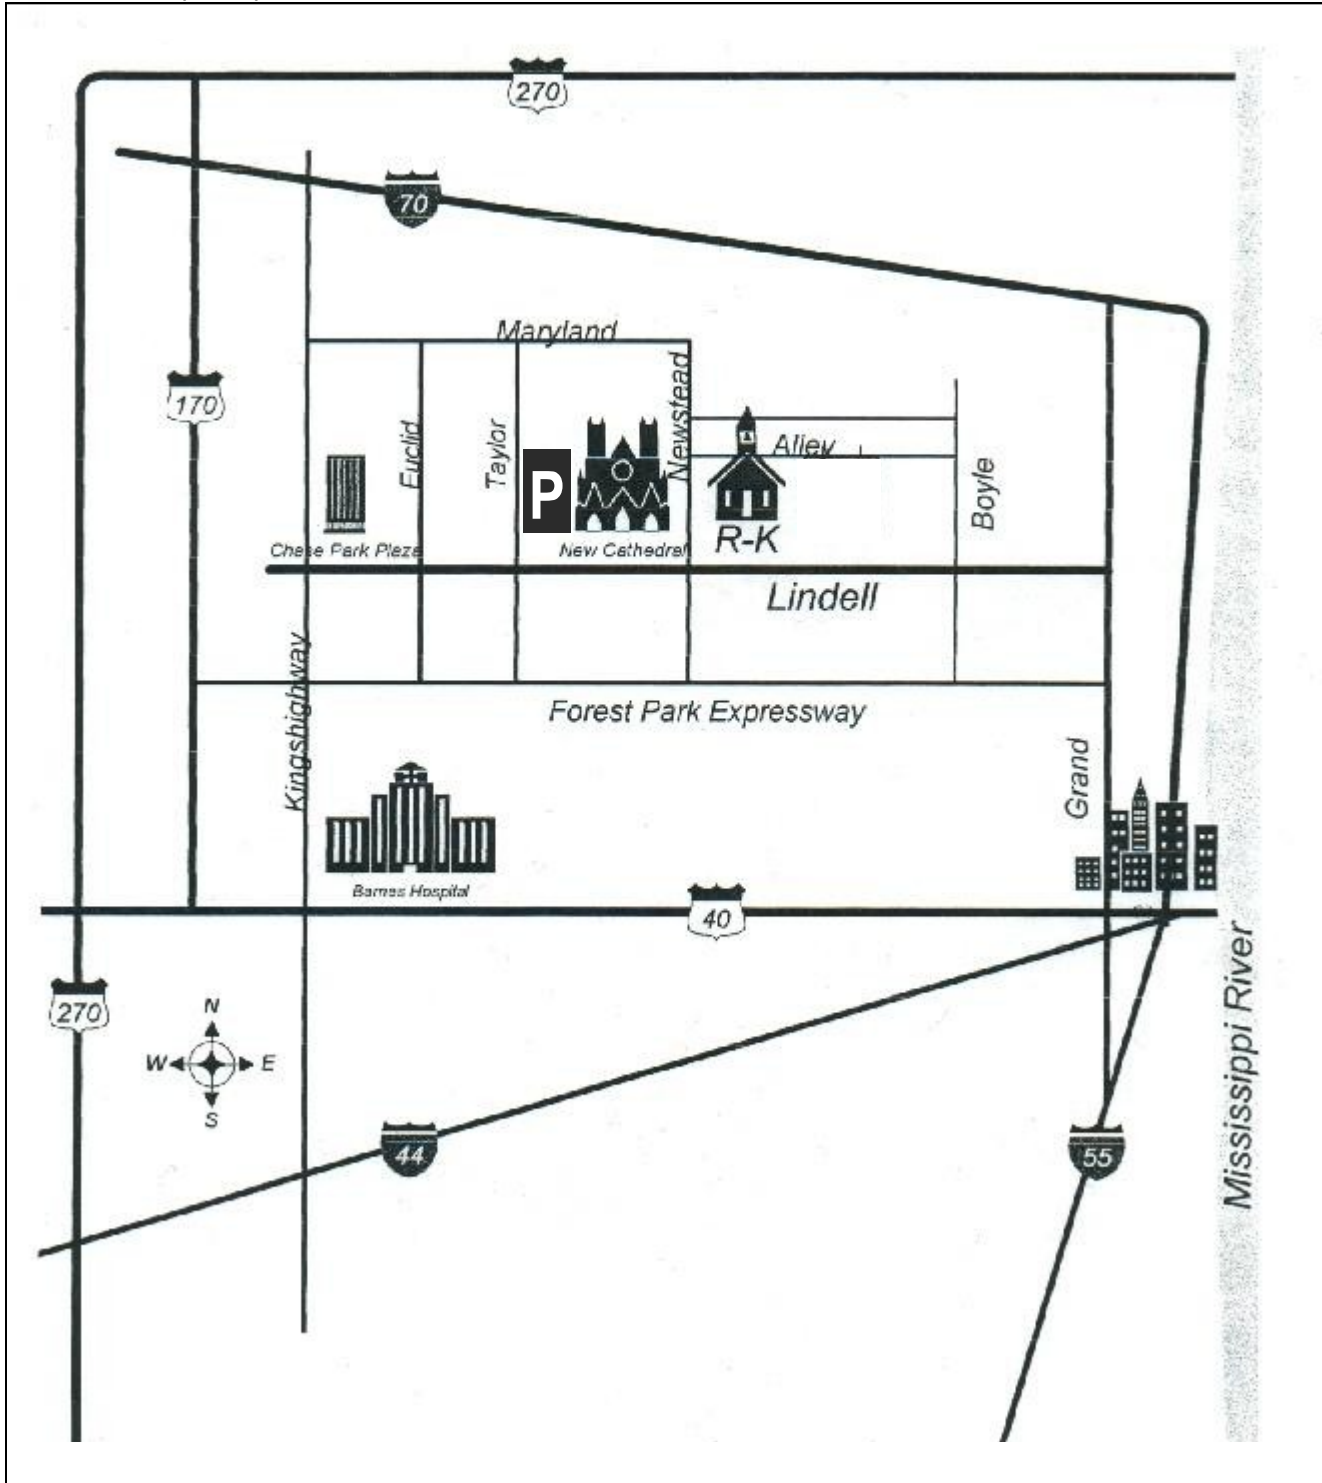 270
70
Maryland
Newstead
170
Euclid
Taylor
P
Alley
Boyle
Chase Park Plaza
New Cathedral
R-K
Lindell
Kingshighway
Forest Park Expressway
Grand
Barnes Hospital
40
Mississippi River
270
N
W E
S
44
55